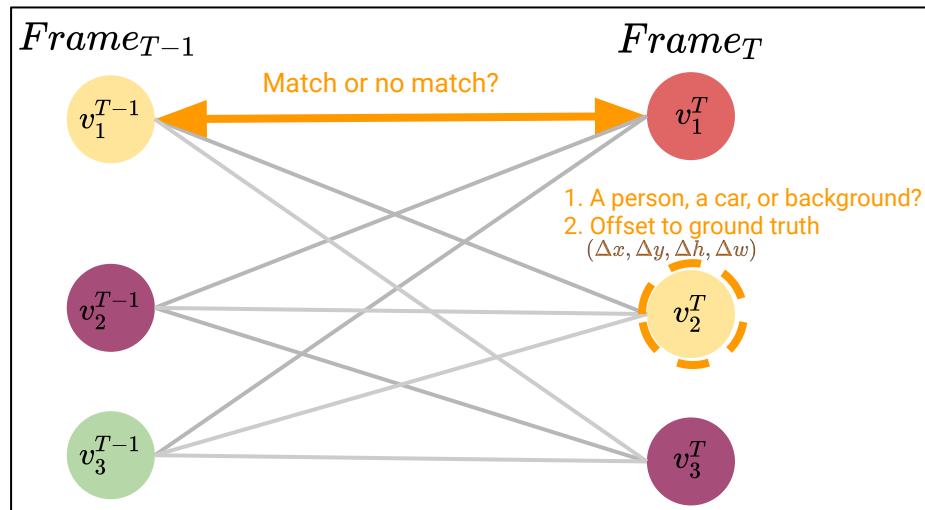 Frame_{T-1}
Frame_T
Match or no match?
v_1^{T-1}
v_1^T
1. A person, a car, or background?
2. Offset to ground truth
(Δx, Δy, Δh, Δw)
v_2^{T-1}
v_2^T
v_3^{T-1}
v_3^T